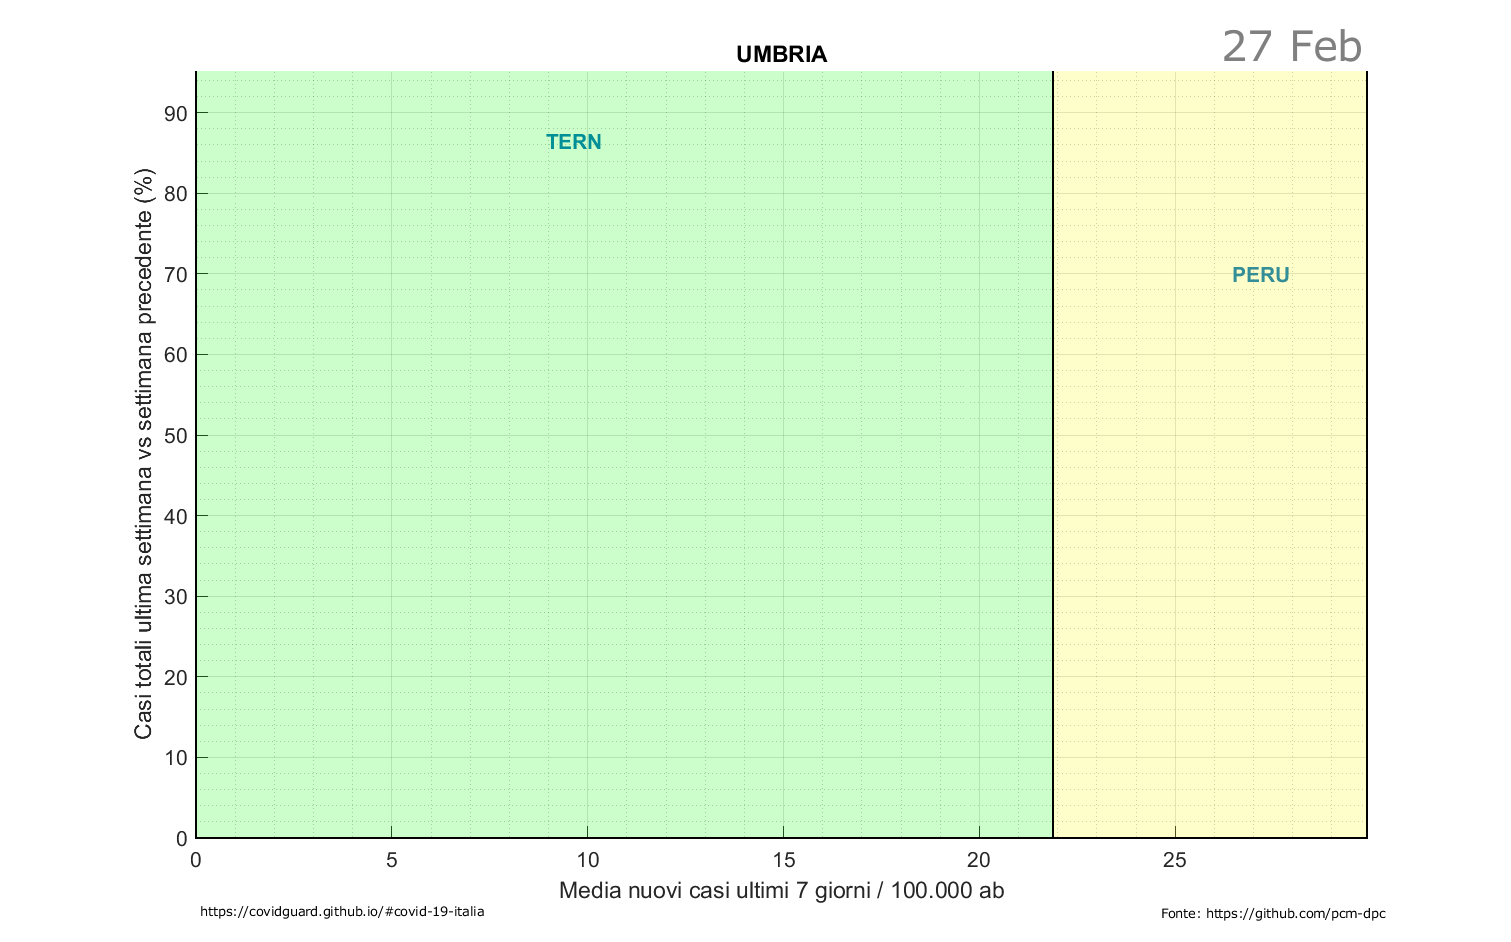 27 Feb
UMBRIA
Casi totali ultima settimana vs settimana precedente (%)
90
80
70
60
50
40
30
20
10
0
TERN
PERU
0 5 10 15 20 25
Media nuovi casi ultimi 7 giorni / 100.000 ab
https://covidguard.github.io/#covid-19-italia
Fonte: https://github.com/pcm-dpc